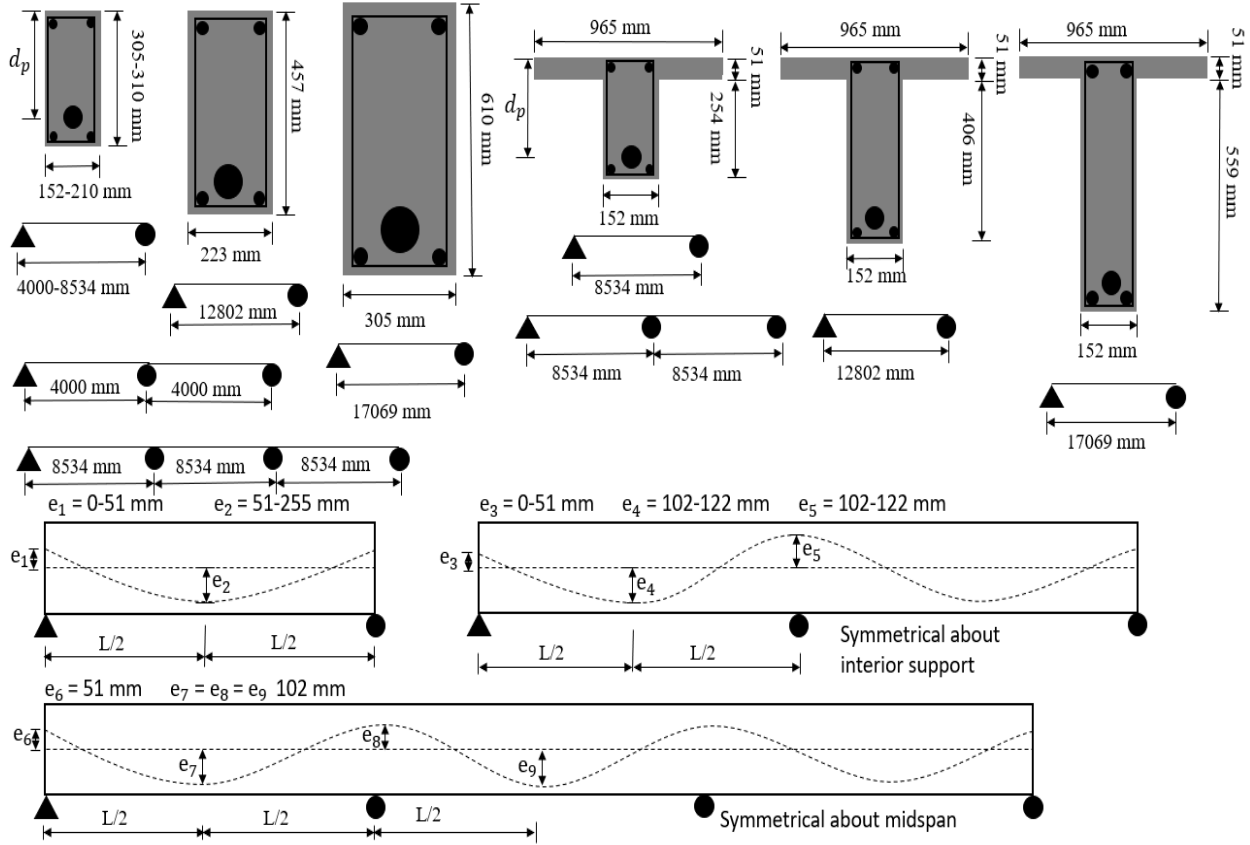 d_p
305-310 mm
152-210 mm
4000-8534 mm
4000 mm
4000 mm
8534 mm
8534 mm
8534 mm
457 mm
223 mm
12802 mm
610 mm
305 mm
17069 mm
965 mm
51 mm
d_p
254 mm
152 mm
8534 mm
8534 mm
8534 mm
965 mm
51 mm
406 mm
152 mm
12802 mm
965 mm
51 mm
559 mm
152 mm
17069 mm
e₁ = 0-51 mm e₂ = 51-255 mm
e₁
e₂
L/2
L/2
e₃ = 0-51 mm e₄ = 102-122 mm e₅ = 102-122 mm
e₃
e₄
e₅
L/2
L/2
Symmetrical about
interior support
e₆ = 51 mm e₇ = e₈ = e₉ 102 mm
e₆
e₇
e₈
e₉
L/2
L/2
L/2
Symmetrical about midspan